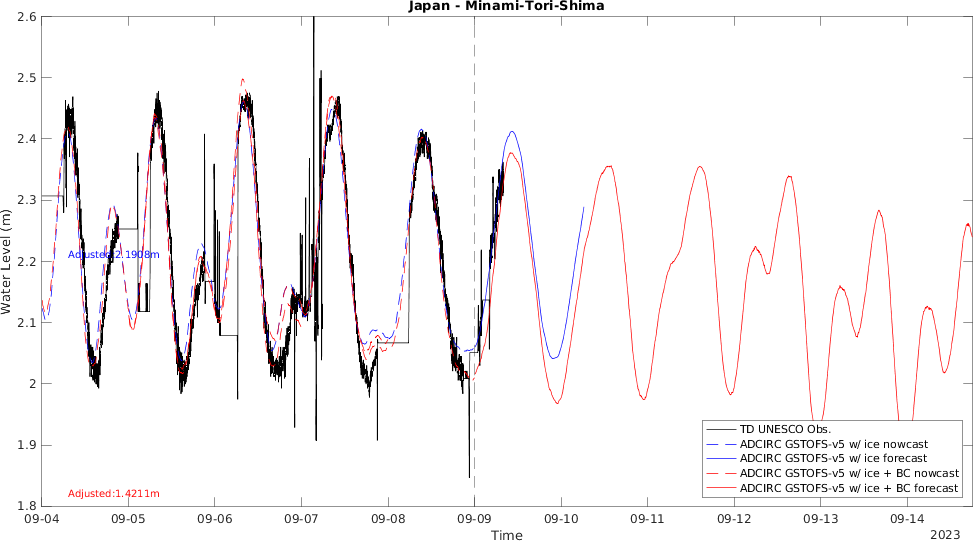 Japan - Minami-Tori-Shima
2.6
2.5
2.4
2.3
2.2
2.1
2
1.9
1.8
Water Level (m)
Adjusted:2.1908m
Adjusted:1.4211m
TD UNESCO Obs.
ADCIRC GSTOFS-v5 w/ ice nowcast
ADCIRC GSTOFS-v5 w/ ice forecast
ADCIRC GSTOFS-v5 w/ ice + BC nowcast
ADCIRC GSTOFS-v5 w/ ice + BC forecast
09-04 09-05 09-06 09-07 09-08 09-09 09-10 09-11 09-12 09-13 09-14
Time
2023